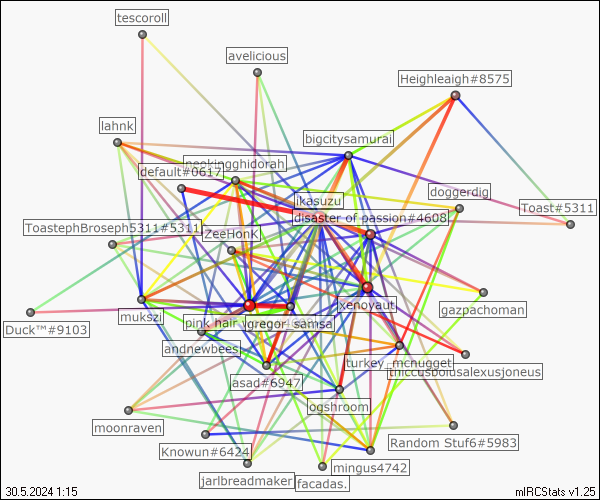 tescoroll
avelicious
Heighleaigh#8575
lahnk
bigcitysamurai
neckingghidorah
default#0617
doggerdig
ikasuzu
Toast#5311
disaster of passion#4608
ToastephBroseph5311#5311
ZeeHonK
xenoyaut
gazpachoman
mukszi
pink hair
gregor samsa
Duck™#9103
andnewbees
turkey_mcnugget
asad#6947
ogshroom
moonraven
Random Stuf6#5983
Knowun#6424
mingus4742
jarlbreadmaker
facadas.
30.5.2024 1:15
mIRCStats v1.25